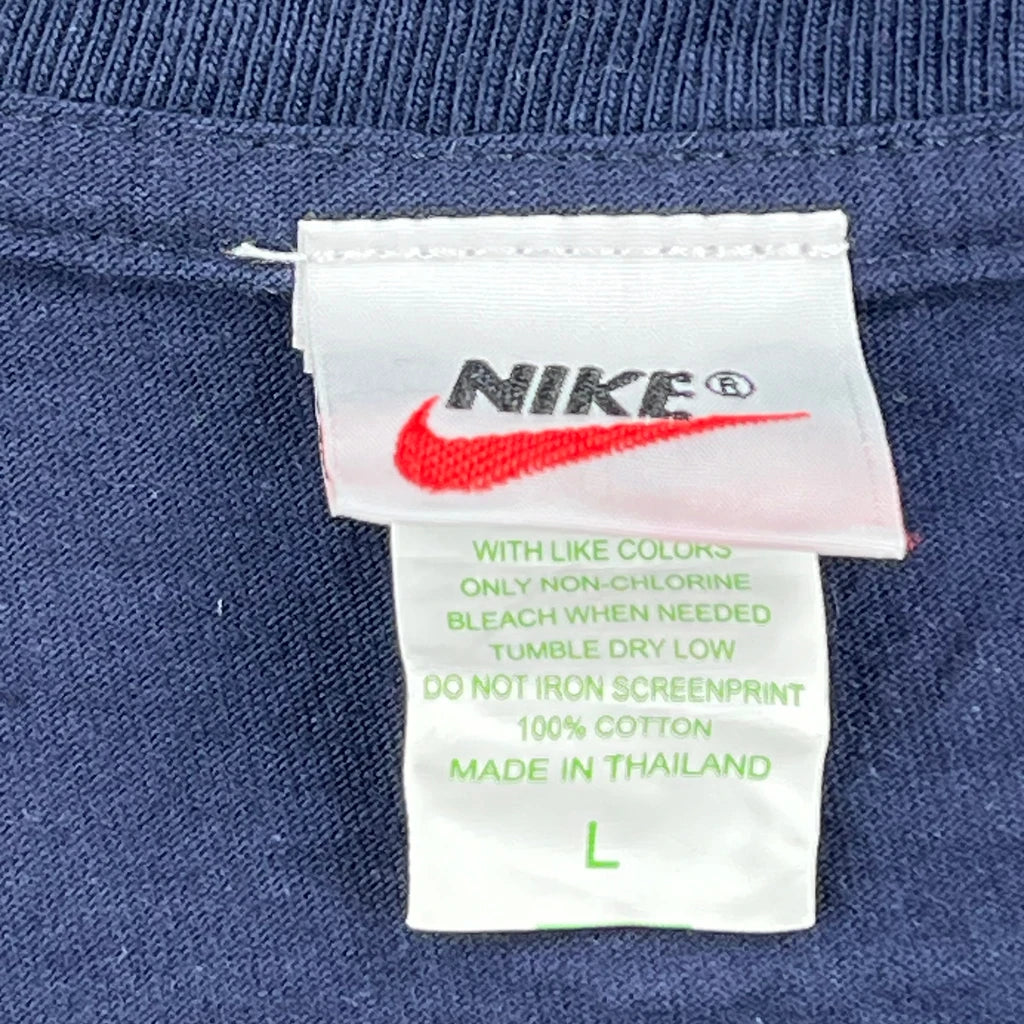 NIKE®
WITH LIKE COLORS
ONLY NON-CHLORINE
BLEACH WHEN NEEDED
TUMBLE DRY LOW
DO NOT IRON SCREENPRINT
100% COTTON
MADE IN THAILAND
L